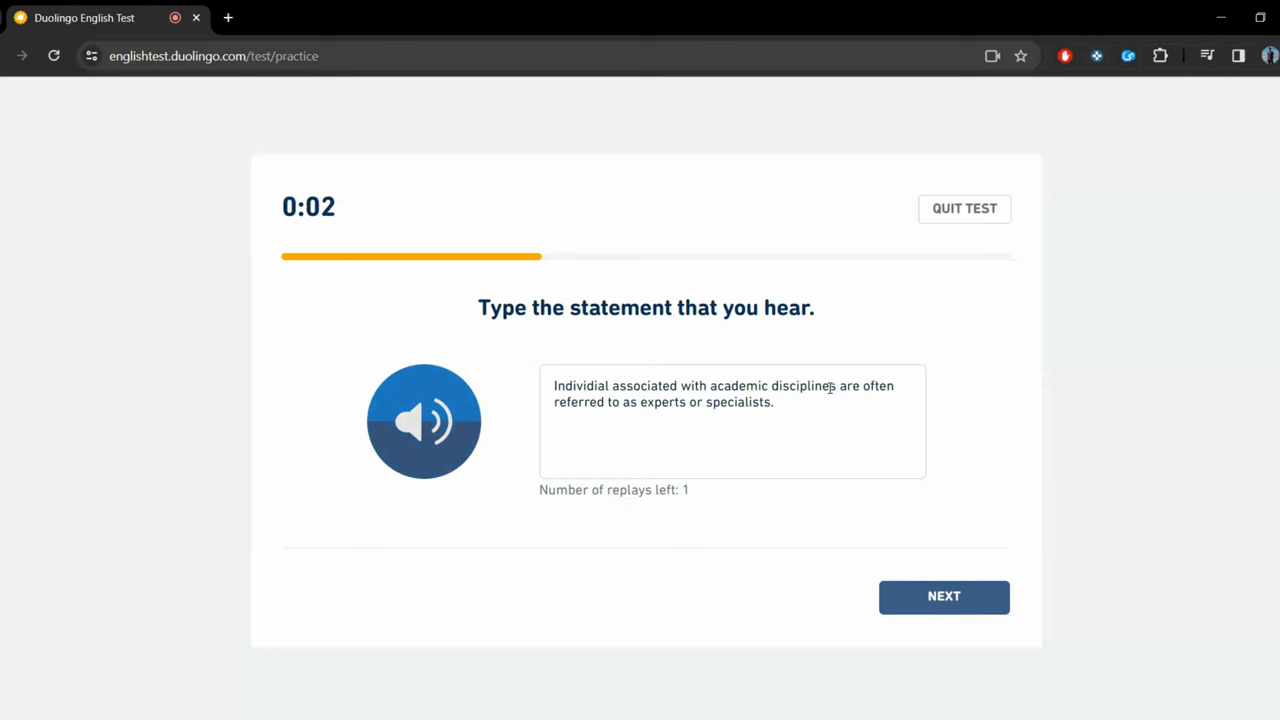 Duolingo English Test
englishtest.duolingo.com/test/practice
0:02
QUIT TEST
Type the statement that you hear.
Individial associated with academic disciplines are often
referred to as experts or specialists.
Number of replays left: 1
NEXT